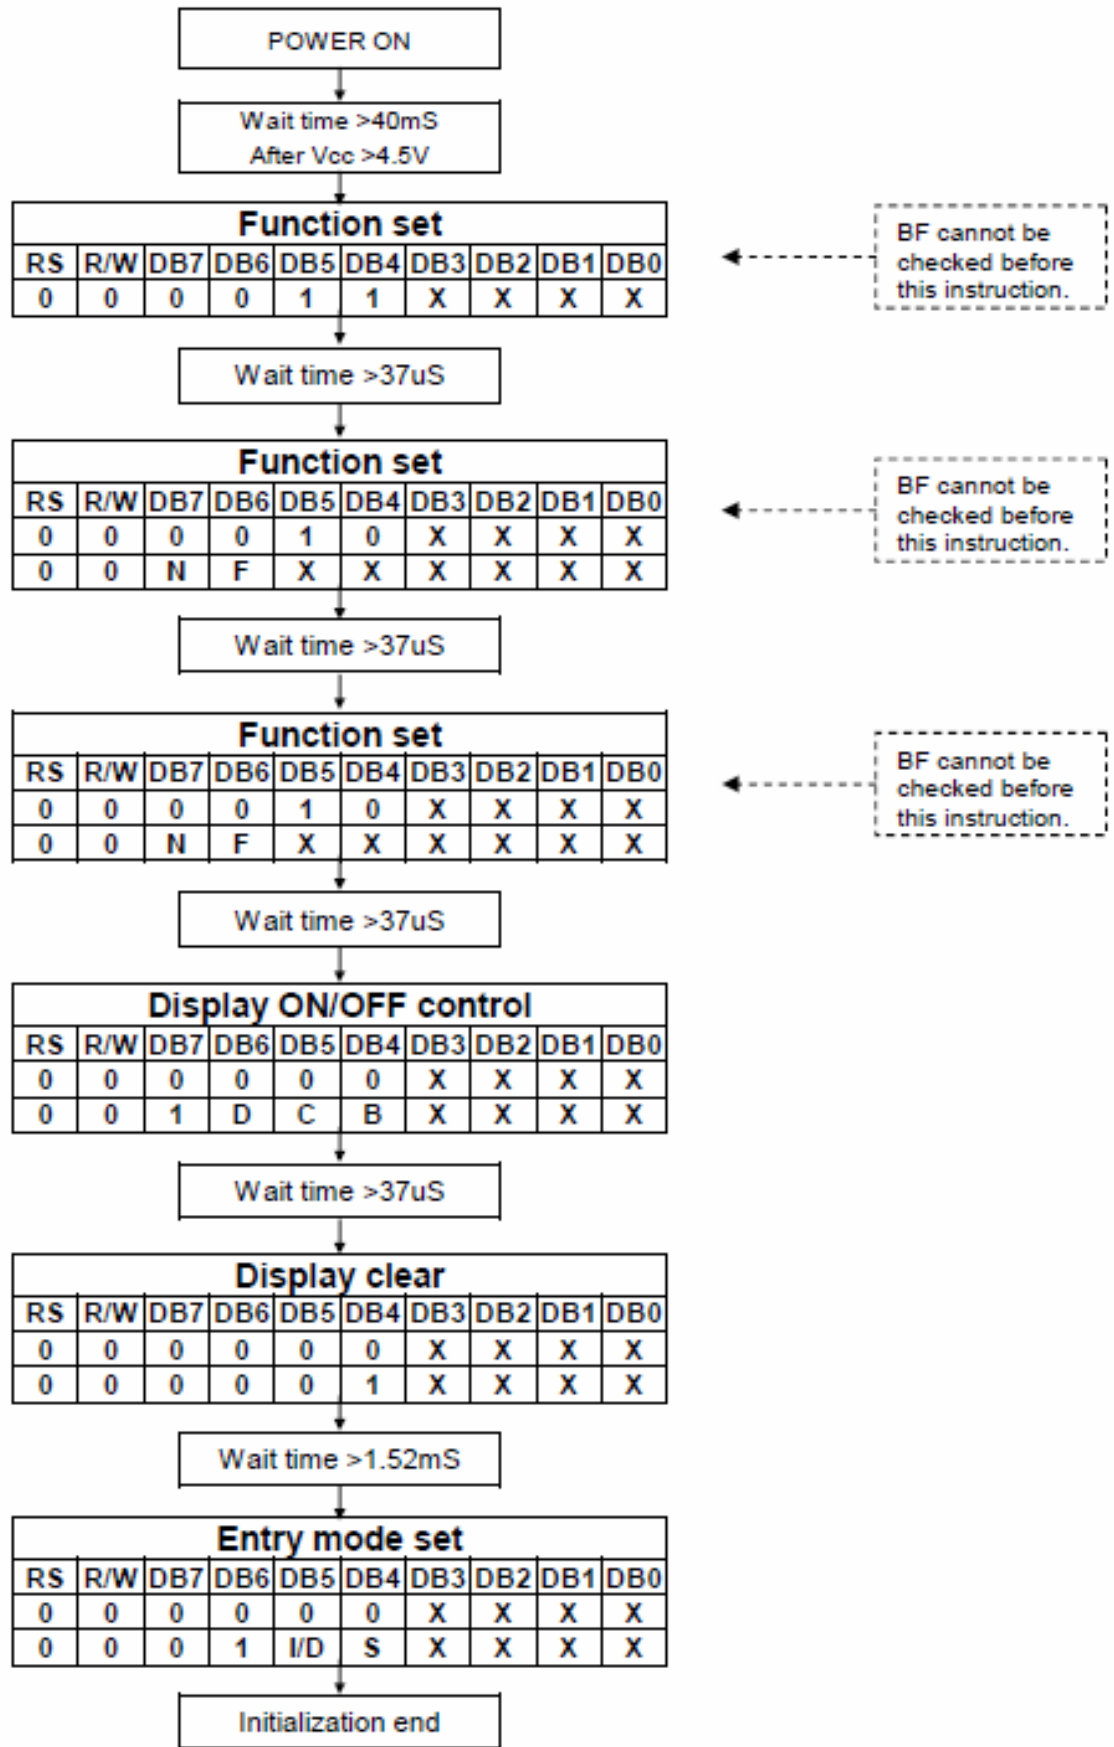 POWER ON
Wait time >40mS
After Vcc >4.5V
Function set
RS R/W DB7 DB6 DB5 DB4 DB3 DB2 DB1 DB0
0 0 0 0 1 1 X X X X
BF cannot be
checked before
this instruction.
Wait time >37uS
Function set
RS R/W DB7 DB6 DB5 DB4 DB3 DB2 DB1 DB0
0 0 0 0 1 0 X X X X
0 0 N F X X X X X X
BF cannot be
checked before
this instruction.
Wait time >37uS
Function set
RS R/W DB7 DB6 DB5 DB4 DB3 DB2 DB1 DB0
0 0 0 0 1 0 X X X X
0 0 N F X X X X X X
BF cannot be
checked before
this instruction.
Wait time >37uS
Display ON/OFF control
RS R/W DB7 DB6 DB5 DB4 DB3 DB2 DB1 DB0
0 0 0 0 0 0 X X X X
0 0 1 D C B X X X X
Wait time >37uS
Display clear
RS R/W DB7 DB6 DB5 DB4 DB3 DB2 DB1 DB0
0 0 0 0 0 0 X X X X
0 0 0 0 0 1 X X X X
Wait time >1.52mS
Entry mode set
RS R/W DB7 DB6 DB5 DB4 DB3 DB2 DB1 DB0
0 0 0 0 0 0 X X X X
0 0 0 1 I/D S X X X X
Initialization end